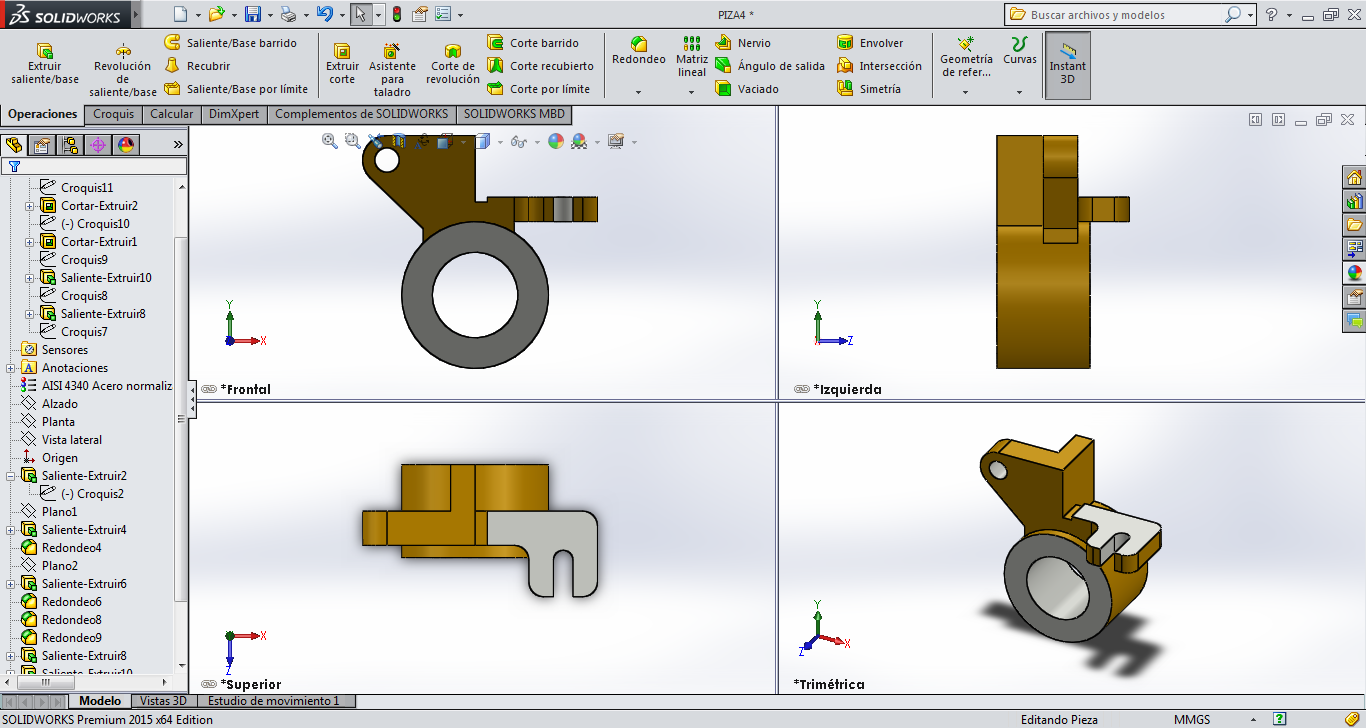 SOLIDWORKS
PIZA4 *
Buscar archivos y modelos
Extruir
saliente/base
Revolución
de
saliente/base
Saliente/Base barrido
Recubrir
Saliente/Base por límite
Extruir
corte
Asistente
para
taladro
Corte de
revolución
Corte barrido
Corte recubierto
Corte por límite
Redondeo
Matriz
lineal
Nervio
Ángulo de salida
Vaciado
Envolver
Intersección
Simetría
Geometría
de refer...
Curvas
Instant
3D
Operaciones Croquis Calcular DimXpert Complementos de SOLIDWORKS SOLIDWORKS MBD
Croquis11
Cortar-Extruir2
(-) Croquis10
Cortar-Extruir1
Croquis9
Saliente-Extruir10
Croquis8
Saliente-Extruir8
Croquis7
Sensores
Anotaciones
AISI 4340 Acero normaliz
Alzado
Planta
Vista lateral
Origen
Saliente-Extruir2
(-) Croquis2
Plano1
Saliente-Extruir4
Redondeo4
Plano2
Saliente-Extruir6
Redondeo6
Redondeo8
Redondeo9
Saliente-Extruir8
Saliente-Extruir10
Y
X
*Frontal
Y
Z
*Izquierda
X
Z
*Superior
Y
X
Z
*Trimétrica
Modelo Vistas 3D Estudio de movimiento 1
SOLIDWORKS Premium 2015 x64 Edition
Editando Pieza
MMGS